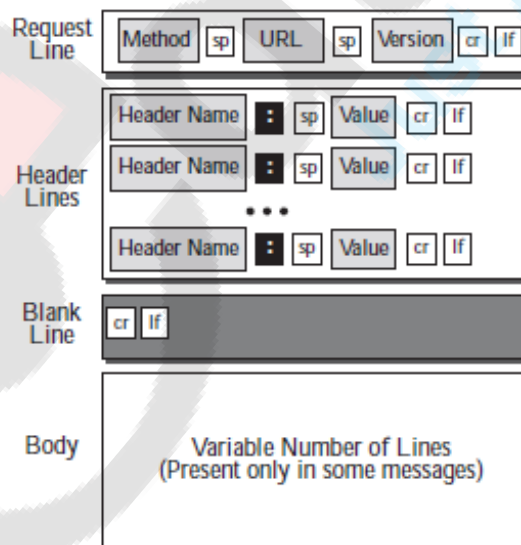 Request Line
Method sp URL sp Version cr lf
Header Lines
Header Name : sp Value cr lf
Header Name : sp Value cr lf
•••
Header Name : sp Value cr lf
Blank Line
cr lf
Body
Variable Number of Lines
(Present only in some messages)